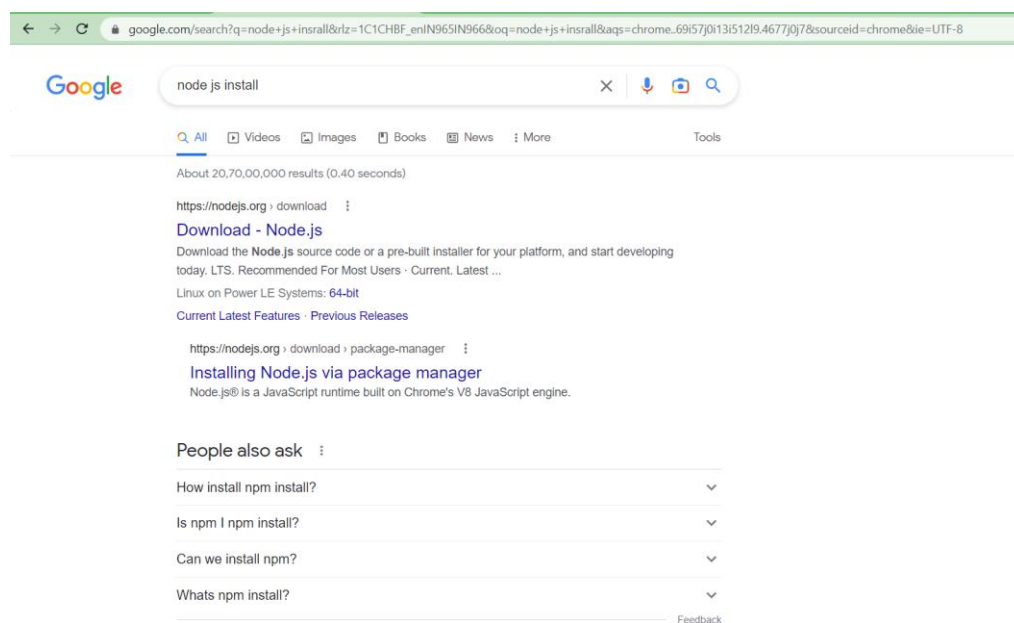 google.com/search?q=node+js+insrall&rlz=1C1CHBF_enIN965IN966&oq=node+js+insrall&aqs=chrome..69i57j0i13i512l9.4677j0j7&sourceid=chrome&ie=UTF-8
Google
node js install
All Videos Images Books News More Tools
About 20,70,00,000 results (0.40 seconds)
https://nodejs.org › download
Download - Node.js
Download the Node.js source code or a pre-built installer for your platform, and start developing
today. LTS. Recommended For Most Users · Current. Latest ...
Linux on Power LE Systems: 64-bit
Current Latest Features · Previous Releases
https://nodejs.org › download › package-manager
Installing Node.js via package manager
Node.js® is a JavaScript runtime built on Chrome's V8 JavaScript engine.
People also ask
How install npm install?
Is npm I npm install?
Can we install npm?
Whats npm install?
Feedback